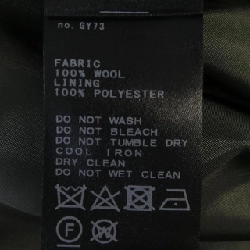 no. GY73
FABRIC
100% WOOL
LINING
100% POLYESTER
DO NOT WASH
DO NOT BLEACH
DO NOT TUMBLE DRY
COOL IRON
DRY CLEAN
DO NOT WET CLEAN
F W